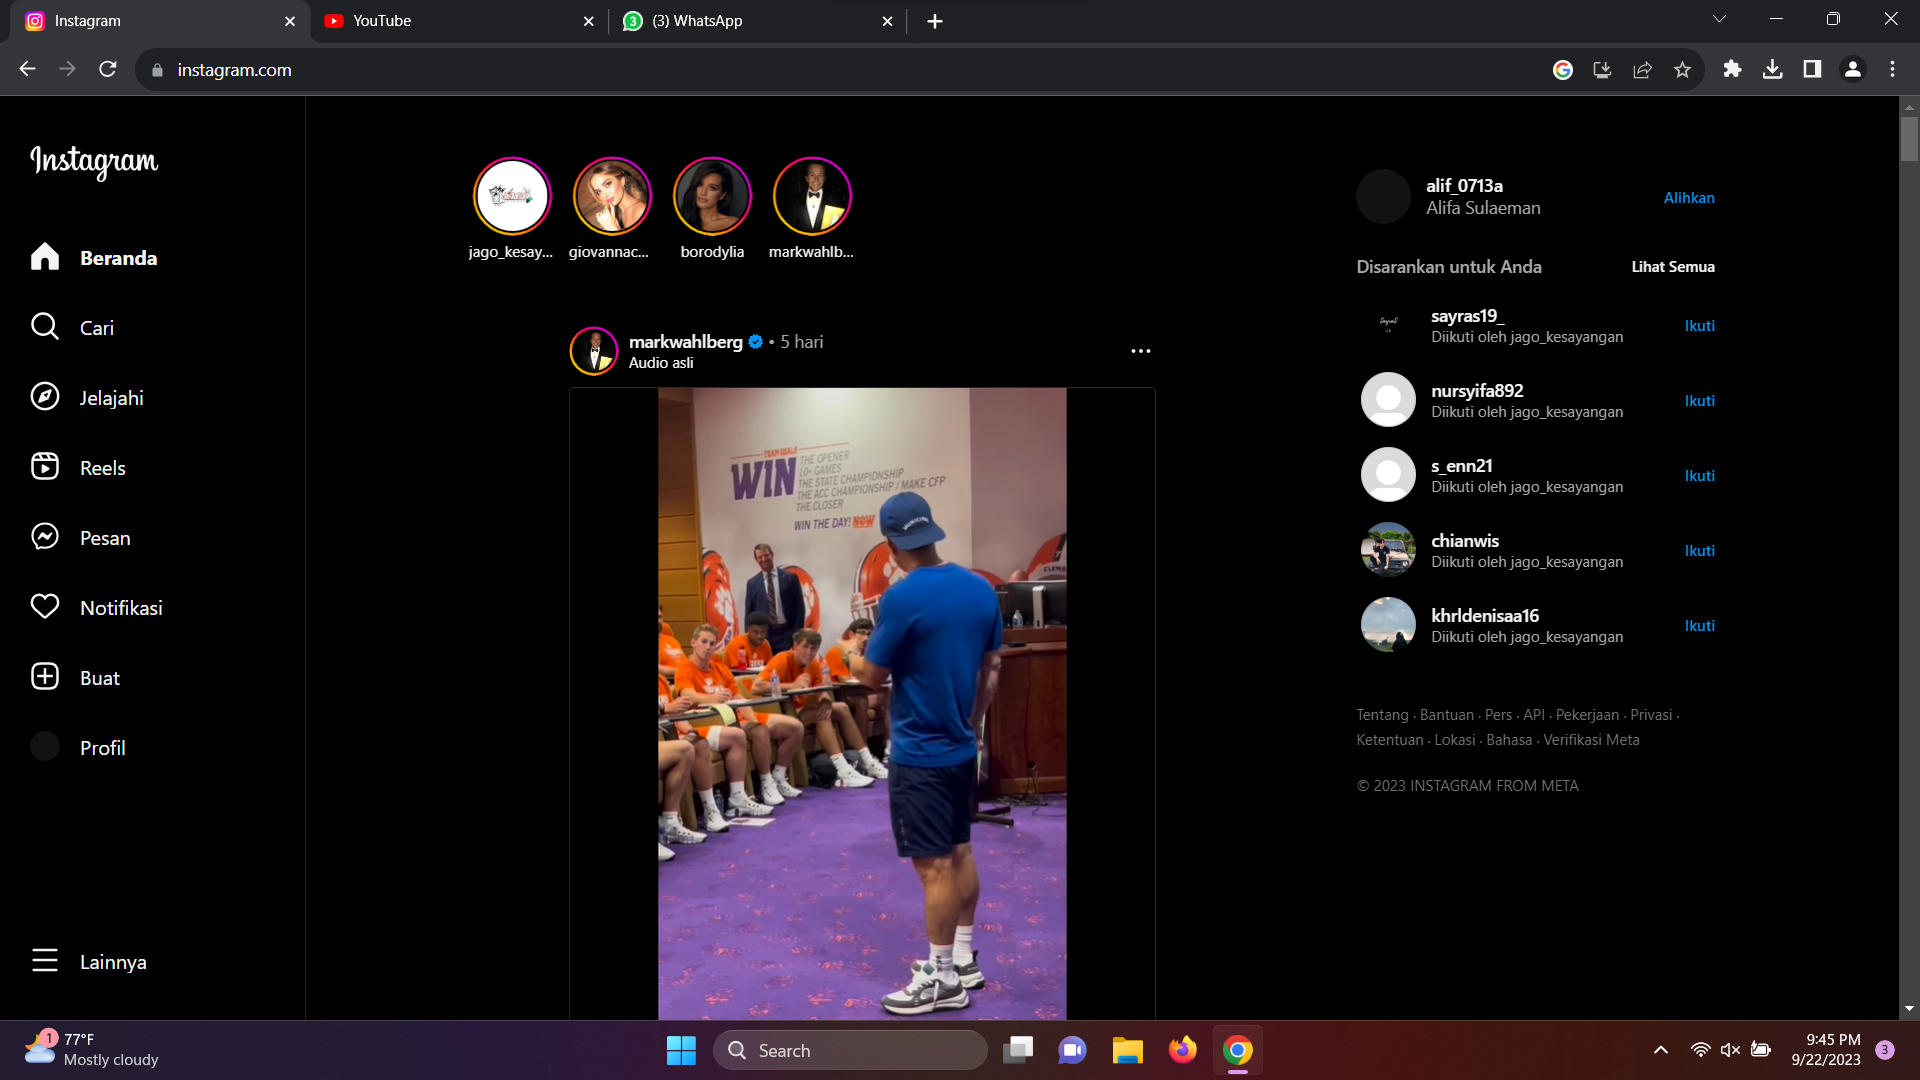 Instagram
YouTube
3
(3) WhatsApp
instagram.com
Instagram
Beranda
Cari
Jelajahi
Reels
Pesan
Notifikasi
Buat
Profil
Lainnya
jago_kesay...
giovannac...
borodylia
markwahlb...
markwahlberg • 5 hari
Audio asli
TEAM GOALS
WIN
THE OPENER
10+ GAMES
THE STATE CHAMPIONSHIP
THE ACC CHAMPIONSHIP / MAKE CFP
THE CLOSER
WIN THE DAY! NOW
alif_0713a
Alifa Sulaeman
Alihkan
Disarankan untuk Anda
Lihat Semua
sayras19_
Diikuti oleh jago_kesayangan
Ikuti
nursyifa892
Diikuti oleh jago_kesayangan
Ikuti
s_enn21
Diikuti oleh jago_kesayangan
Ikuti
chianwis
Diikuti oleh jago_kesayangan
Ikuti
khrldenisaa16
Diikuti oleh jago_kesayangan
Ikuti
Tentang · Bantuan · Pers · API · Pekerjaan · Privasi ·
Ketentuan · Lokasi · Bahasa · Verifikasi Meta
© 2023 INSTAGRAM FROM META
1
77°F
Mostly cloudy
Search
9:45 PM
9/22/2023
3